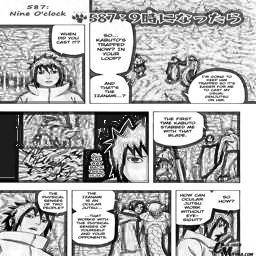 587:
Nine O'clock
587:9時になったら
WHEN
DID YOU
CAST IT?
SO...
KABUTO'S
TRAPPED
NOW? IN
YOUR
LOOP?
AND
THAT'S
THE
IZANAMI...?
I'M GOING TO
KEEP HIM
TRAPPED SO IT'S
EASIER FOR ME
TO CAST MY
JUTSU ON
HIM.
THE FIRST
TIME KABUTO
STABBED ME
WITH THAT
BLADE.
THE
PHYSICAL
SENSES
OF TWO
PEOPLE?
THE
IZANAMI
IS AN
OCULAR
JUTSU...
...THAT
WORKS WITH
THE PHYSICAL
SENSES OF
YOURSELF
AND YOUR
OPPONENTS.
SO
HOW?
HOW CAN
OCULAR
JUTSU
WORK
WITHOUT
EYE-
SIGHT?